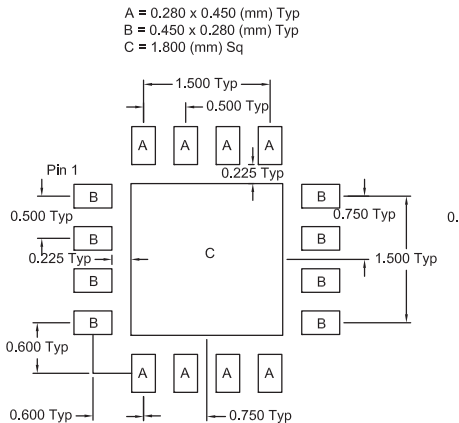 A = 0.280 x 0.450 (mm) Typ
B = 0.450 x 0.280 (mm) Typ
C = 1.800 (mm) Sq
1.500 Typ
0.500 Typ
A A A A
Pin 1
0.225 Typ
B B
0.500 Typ
0.750 Typ
0.
B B
0.225 Typ
C
1.500 Typ
B B
B B
0.600 Typ
A A A A
0.600 Typ
0.750 Typ